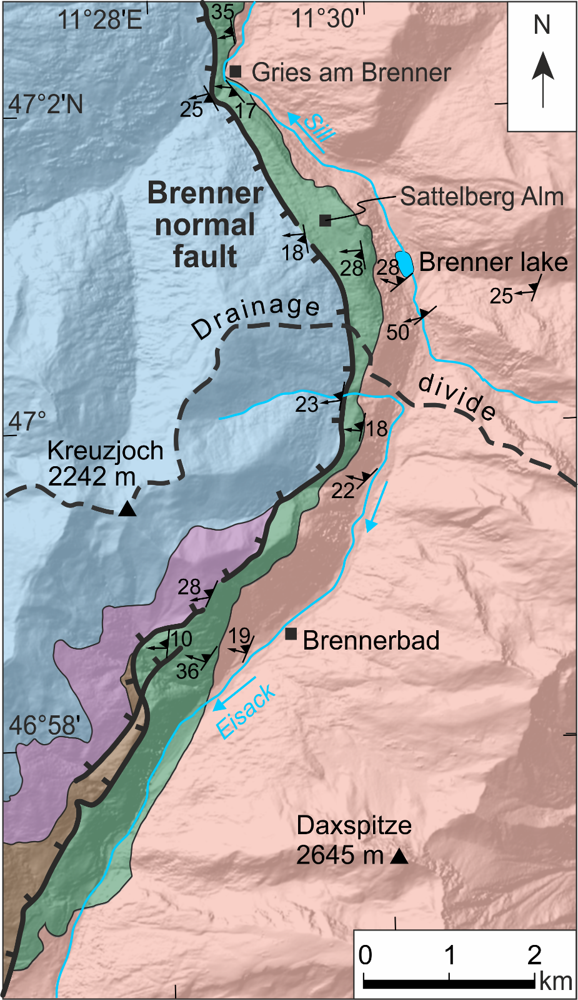 11°28'E
35
11°30'
N
Gries am Brenner
47°2'N
25
17
Sill
Brenner
normal
fault
Sattelberg Alm
18
28
28
Brenner lake
25
Drainage
50
divide
23
47°
18
Kreuzjoch
2242 m
22
28
10
19
Brennerbad
36
Eisack
46°58'
Daxspitze
2645 m
0 1 2
km